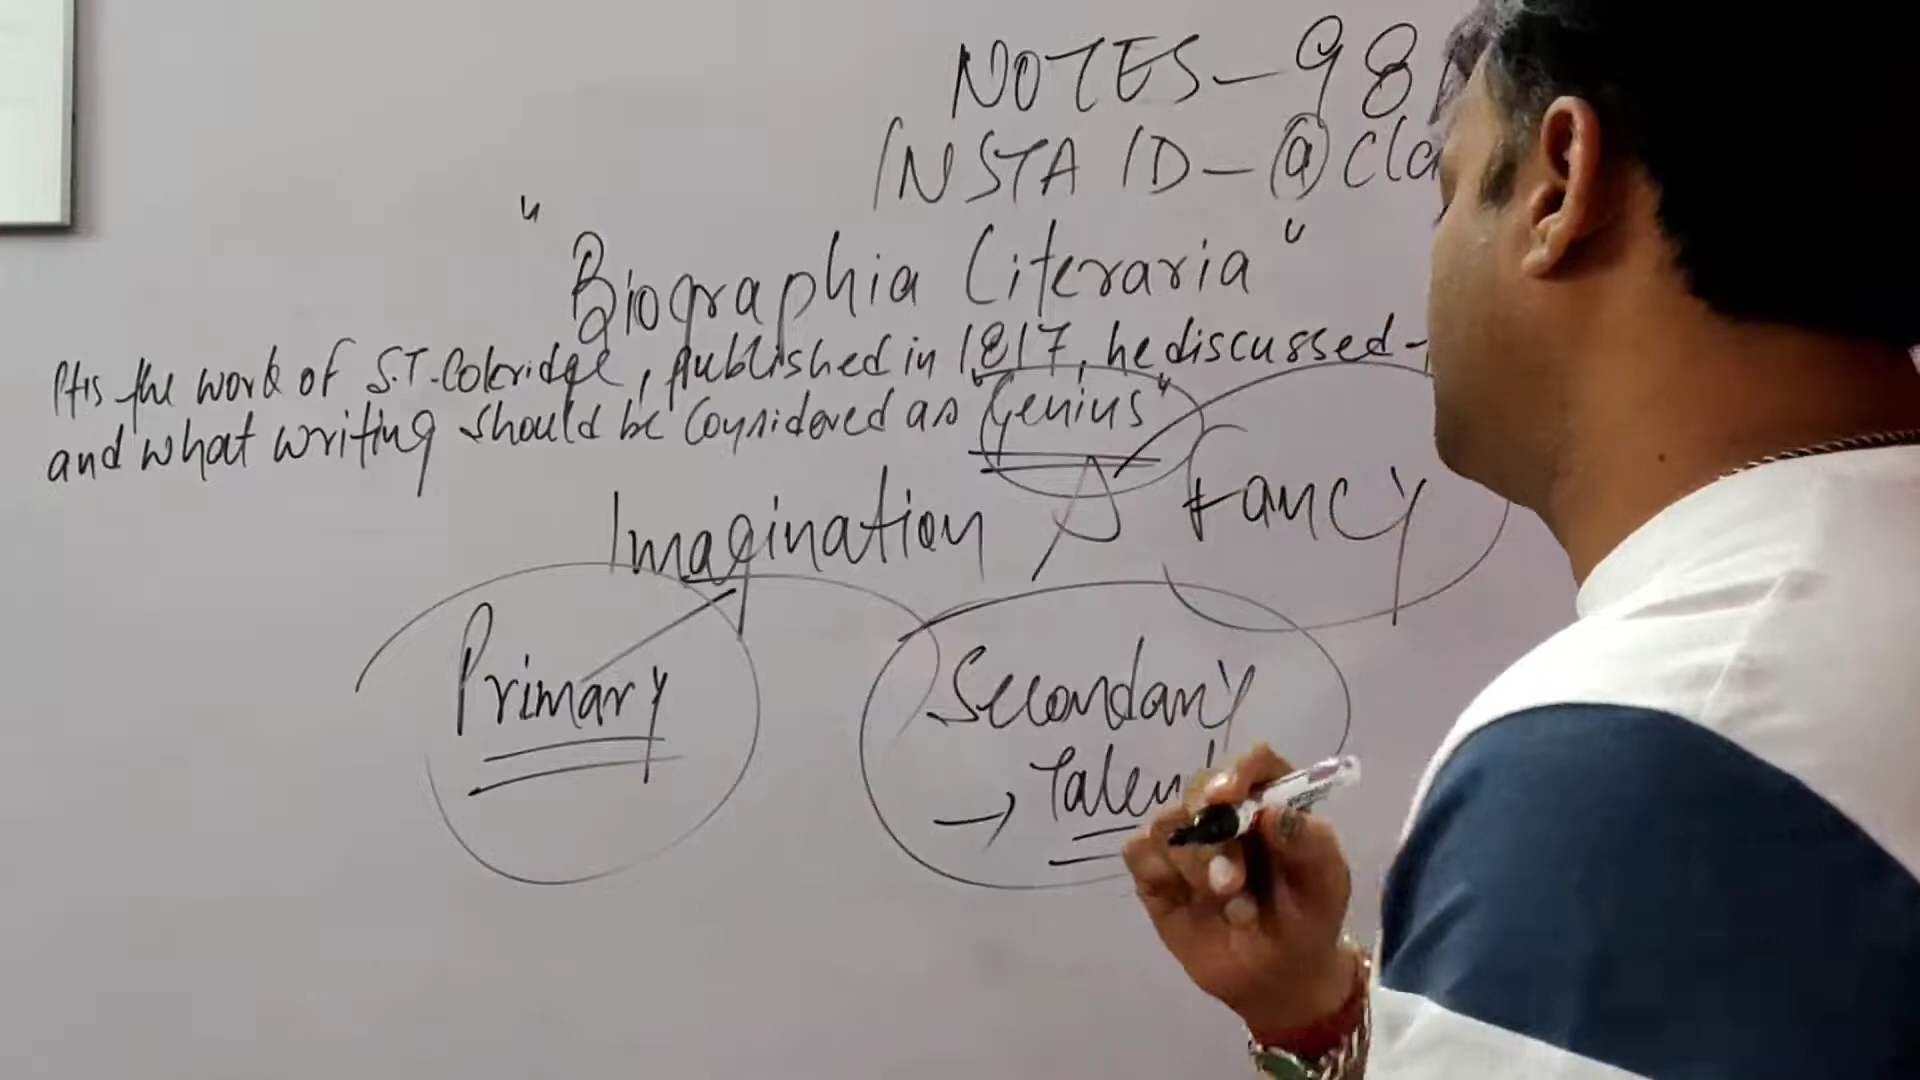 NOTES-98
INSTA ID-@Cla
"Biographia Literaria"
It is the work of S.T.Coleridge, published in 1817, he discussed-
and what writing should be considered as "Genius"
Imagination Fancy
Primary Secondary
→ Talent